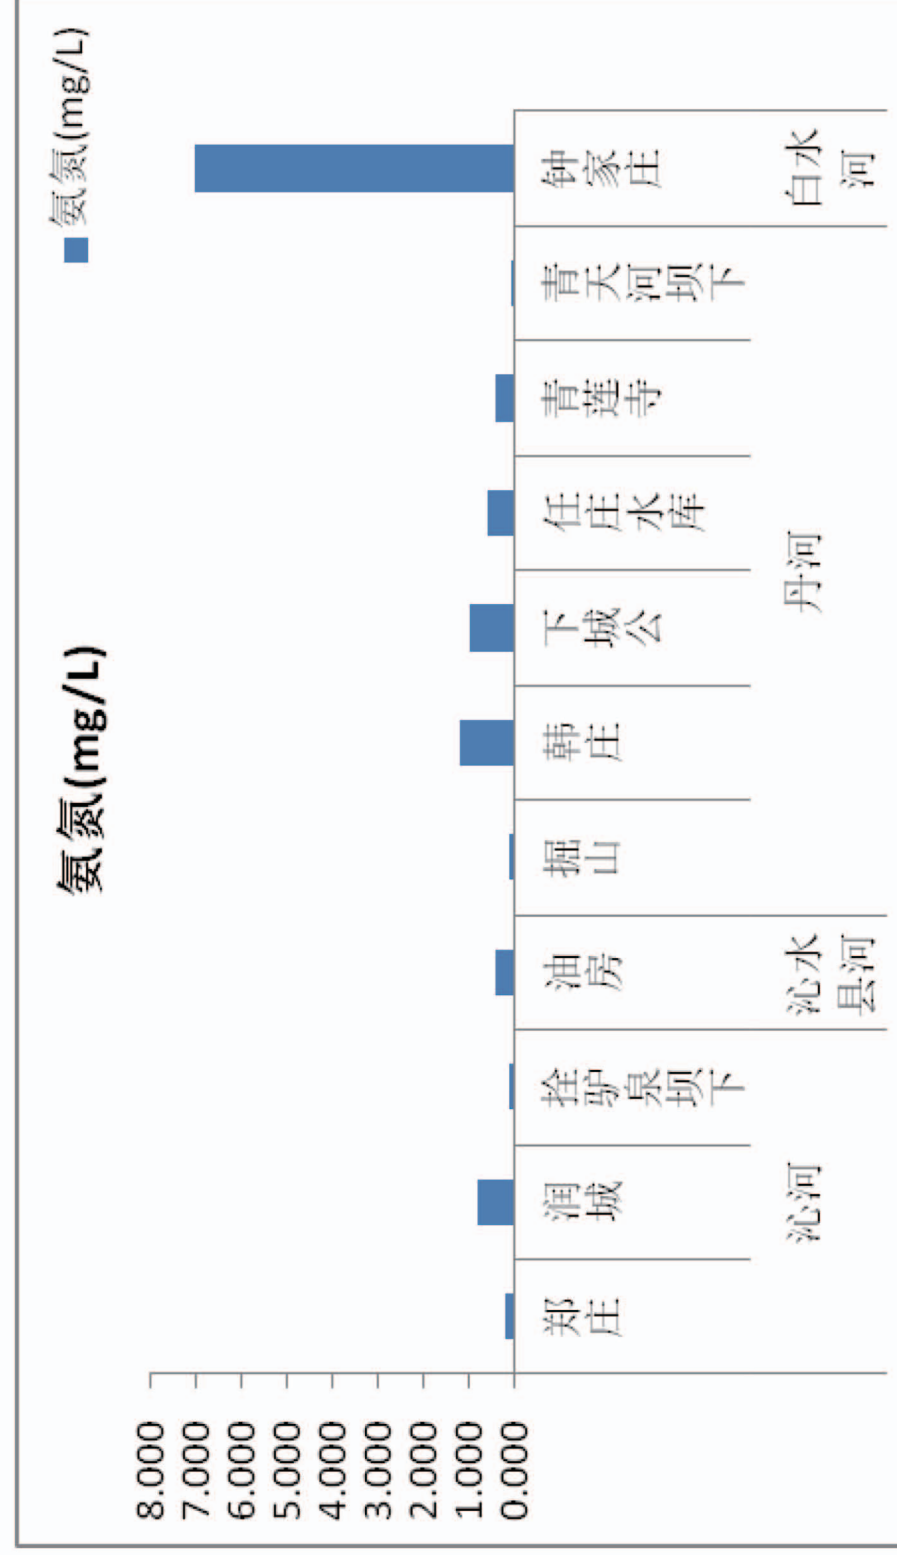 氨氮(mg/L)
氨氮(mg/L)
8.000
7.000
6.000
5.000
4.000
3.000
2.000
1.000
0.000
郑庄
润城
拴驴泉坝下
油房
掘山
韩庄
下城公
任庄水库
青莲寺
青天河坝下
钟家庄
沁河
沁水
县河
丹河
白水
河